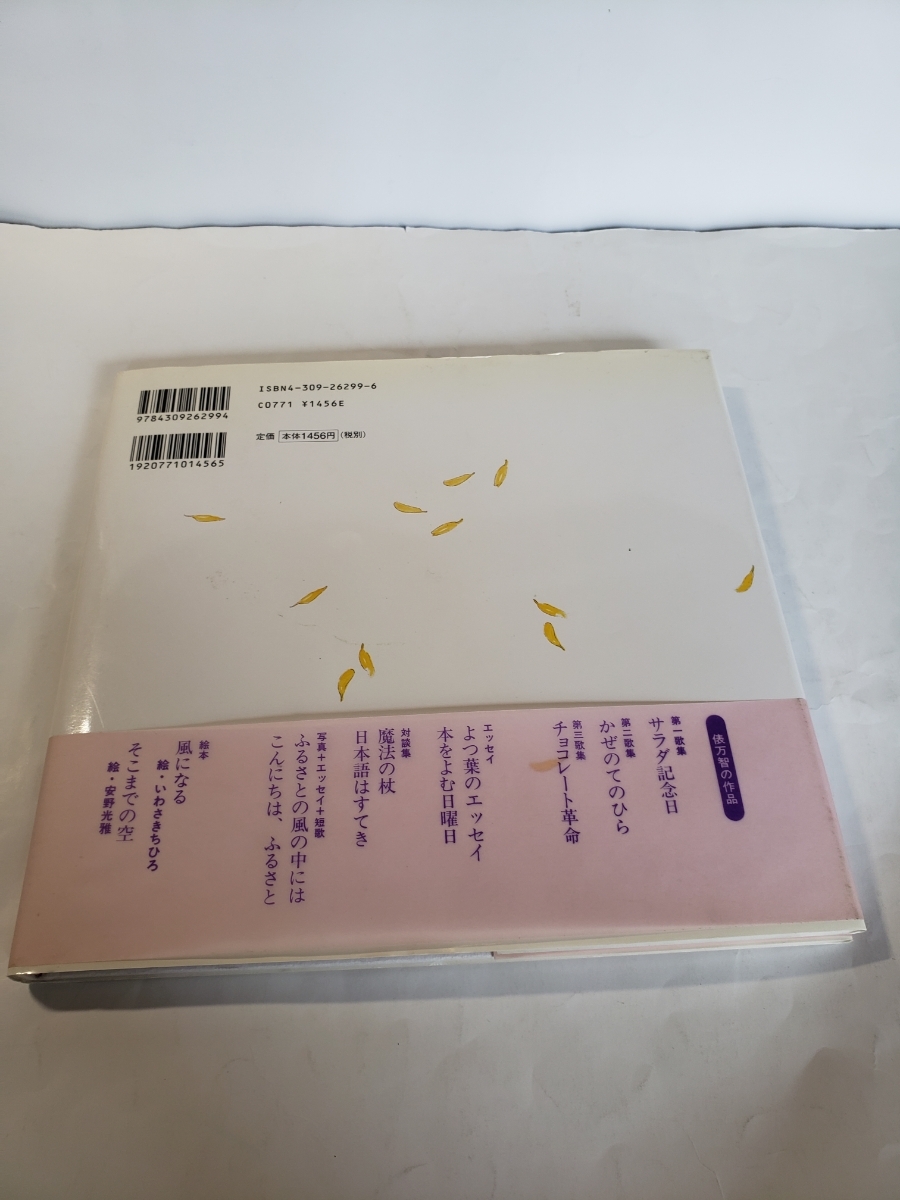 ISBN4-309-26299-6
C0771 ¥1456E
9784309262994
定価 本体1456円(税別)
1920771014565
俵万智の作品
第一歌集
サラダ記念日
第二歌集
かぜのてのひら
第三歌集
チョコレート革命
エッセイ
よつ葉のエッセイ
本をよむ日曜日
対談集
魔法の杖
日本語はすてき
写真+エッセイ+短歌
ふるさとの風の中には
こんにちは、ふるさと
絵本
風になる
絵・いわさきちひろ
そこまでの空
絵・安野光雅